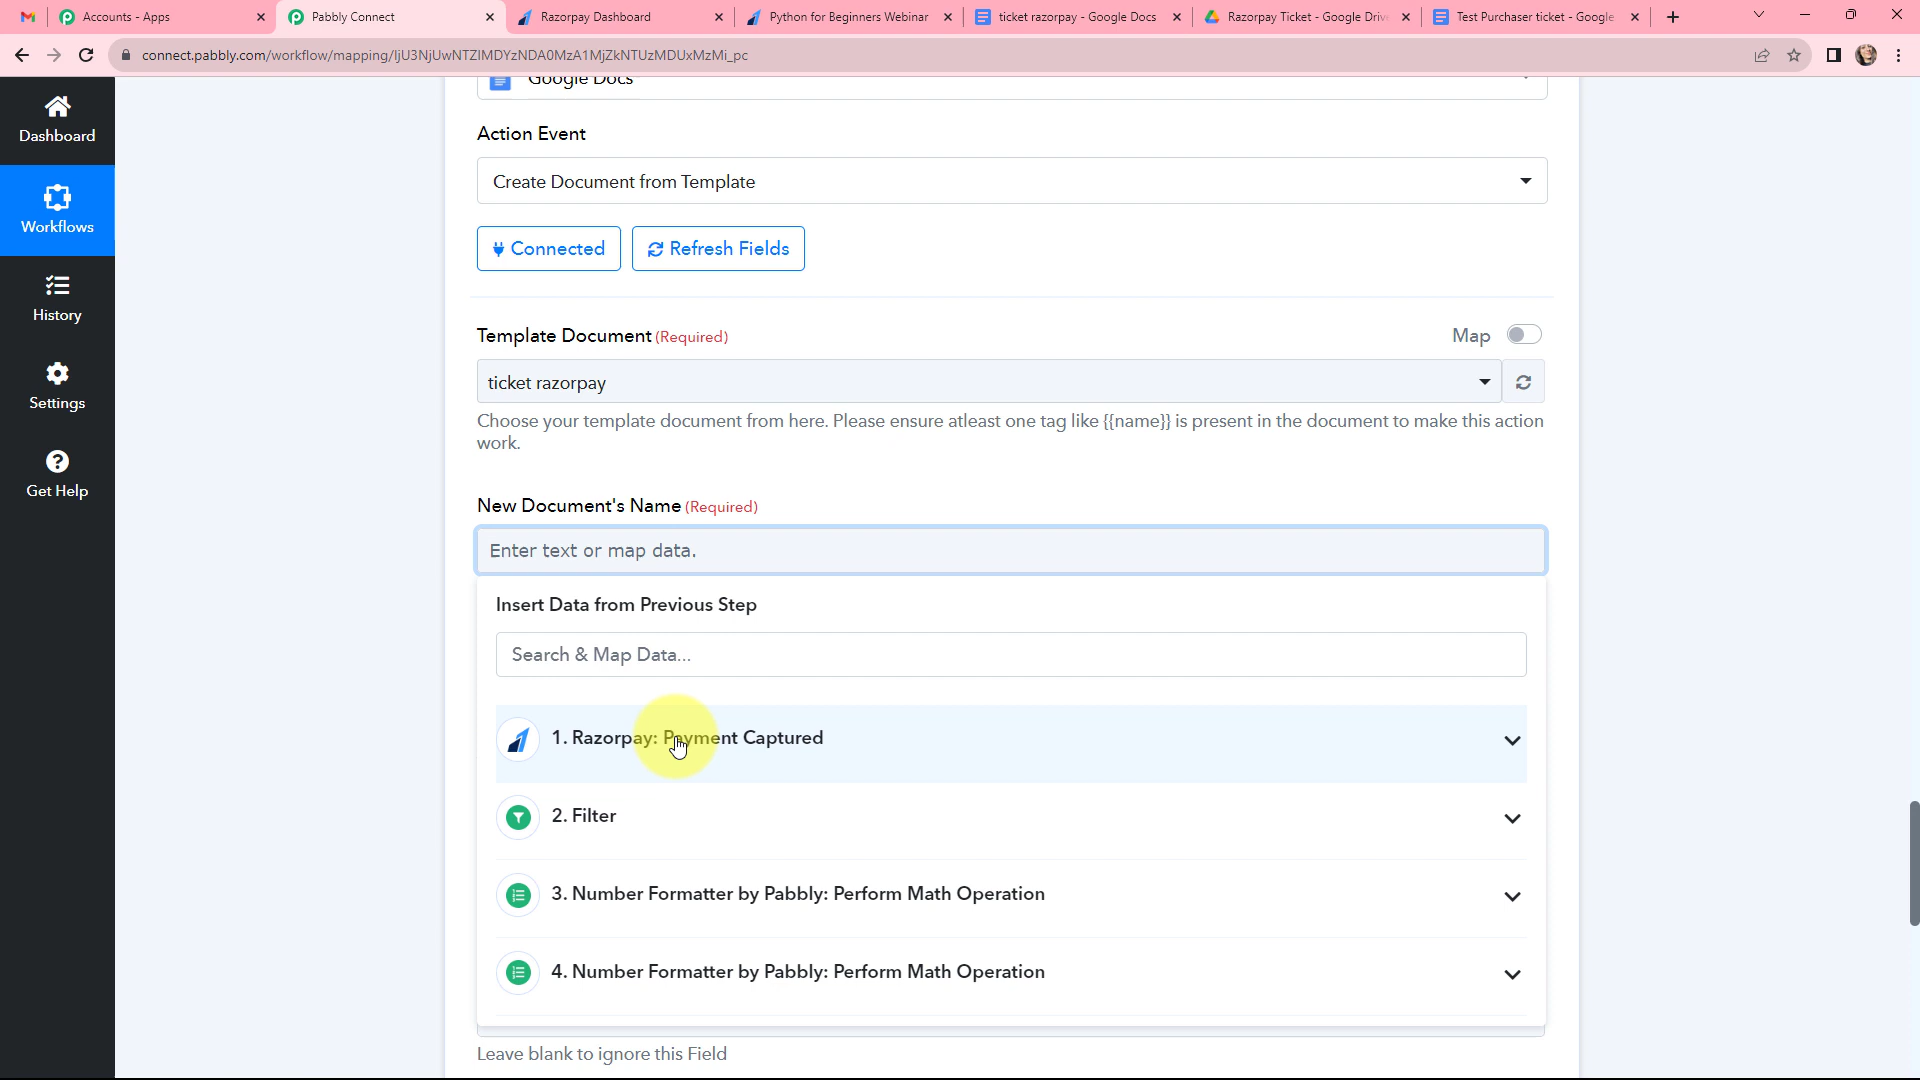 Accounts - Apps
Pabbly Connect
Razorpay Dashboard
Python for Beginners Webinar
ticket razorpay - Google Docs
Razorpay Ticket - Google Driv
Test Purchaser ticket - Google
connect.pabbly.com/workflow/mapping/IjU3NjUwNTZlMDYzNDA0MzA1MjZkNTUzMDUxMzMi_pc
Google Docs
Dashboard
Workflows
History
Settings
Get Help
Action Event
Create Document from Template
Connected
Refresh Fields
Template Document (Required)
Map
ticket razorpay
Choose your template document from here. Please ensure atleast one tag like {{name}} is present in the document to make this action
work.
New Document's Name (Required)
Enter text or map data.
Insert Data from Previous Step
Search & Map Data...
1. Razorpay: Payment Captured
2. Filter
3. Number Formatter by Pabbly: Perform Math Operation
4. Number Formatter by Pabbly: Perform Math Operation
Leave blank to ignore this Field